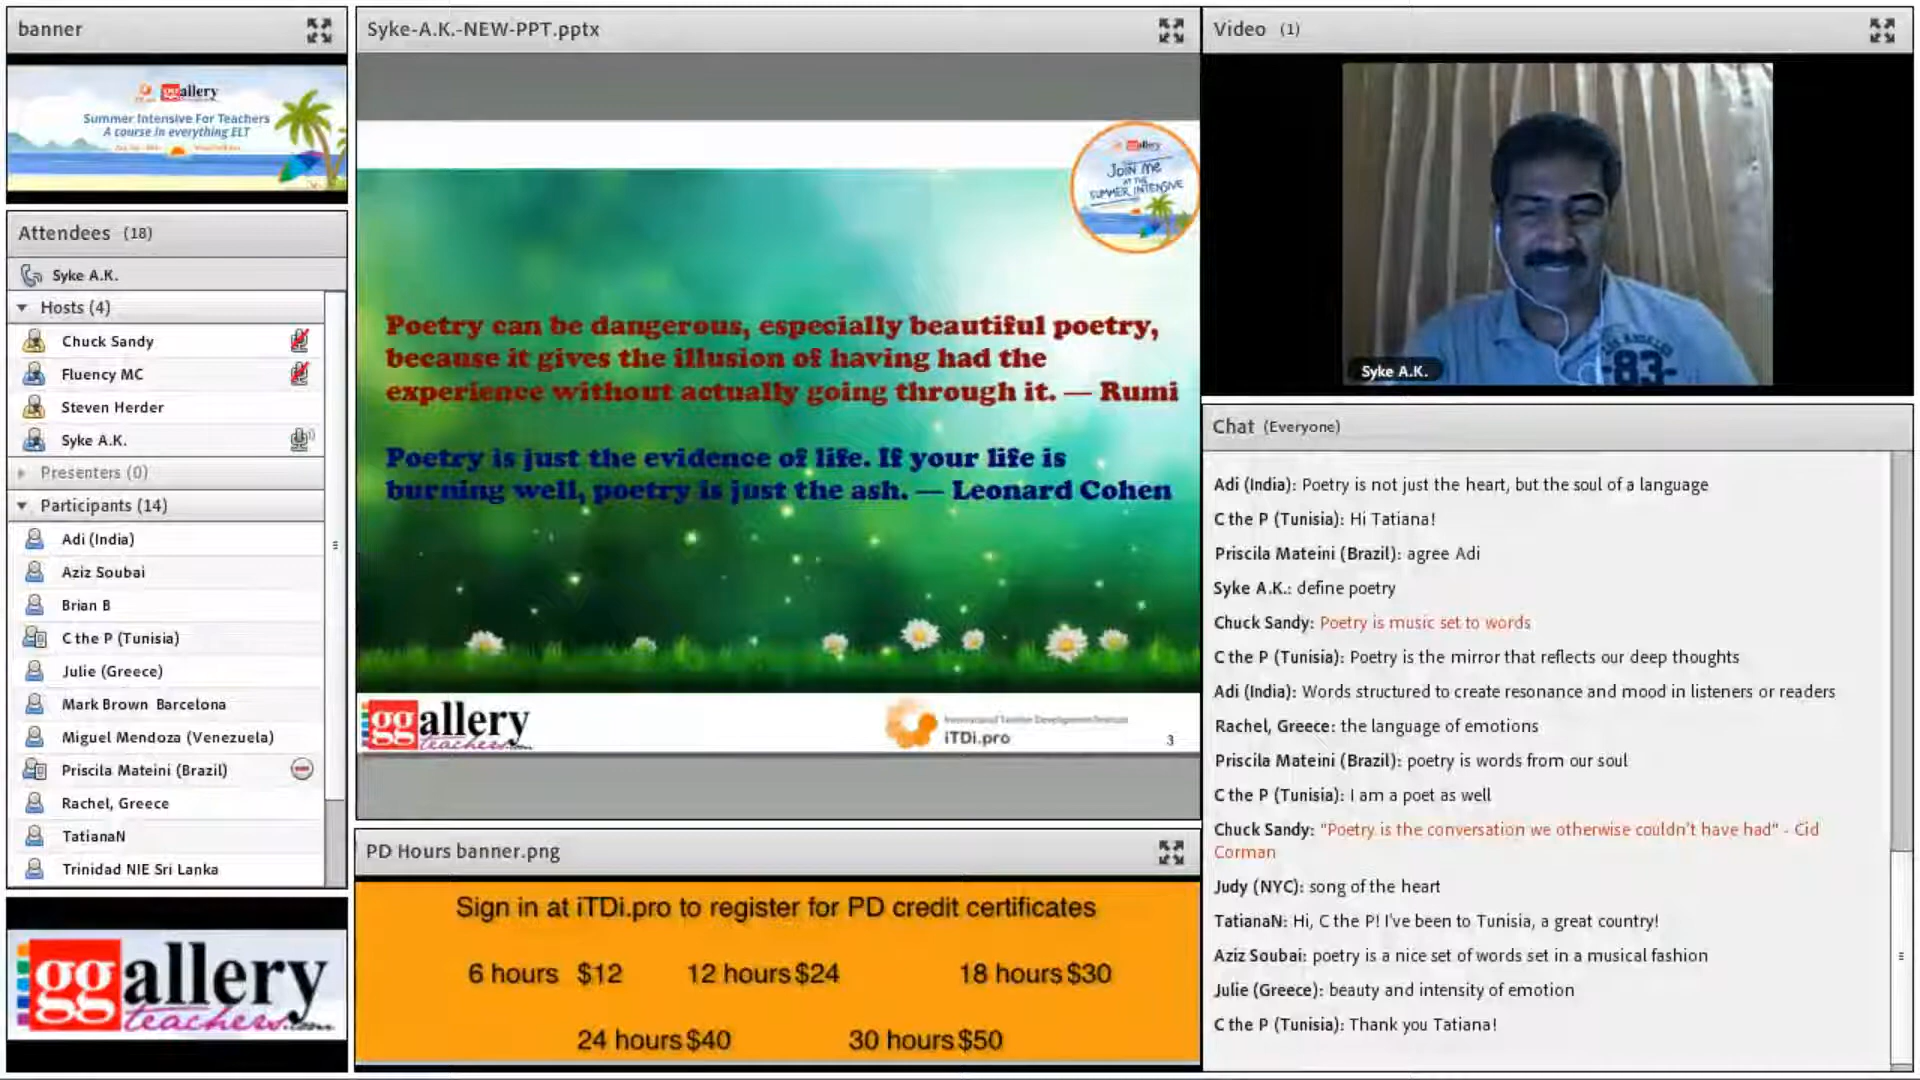 banner
ggallery
Summer Intensive For Teachers
A course in everything ELT
Attendees (18)
Syke A.K.
Hosts (4)
Chuck Sandy
Fluency MC
Steven Herder
Syke A.K.
Presenters (0)
Participants (14)
Adi (India)
Aziz Soubai
Brian B
C the P (Tunisia)
Julie (Greece)
Mark Brown Barcelona
Miguel Mendoza (Venezuela)
Priscila Mateini (Brazil)
Rachel, Greece
TatianaN
Trinidad NIE Sri Lanka
ggallery
teachers.com
Syke-A.K.-NEW-PPT.pptx
ggallery
Join me
AT THE
SUMMER INTENSIVE
Poetry can be dangerous, especially beautiful poetry,
because it gives the illusion of having had the
experience without actually going through it. — Rumi
Poetry is just the evidence of life. If your life is
burning well, poetry is just the ash. — Leonard Cohen
ggallery
teachers.com
International Teacher Development Institute
iTDi.pro
3
PD Hours banner.png
Sign in at iTDi.pro to register for PD credit certificates
6 hours $12 12 hours $24 18 hours $30
24 hours $40 30 hours $50
Video (1)
83
Syke A.K.
Chat (Everyone)
Adi (India): Poetry is not just the heart, but the soul of a language
C the P (Tunisia): Hi Tatiana!
Priscila Mateini (Brazil): agree Adi
Syke A.K.: define poetry
Chuck Sandy: Poetry is music set to words
C the P (Tunisia): Poetry is the mirror that reflects our deep thoughts
Adi (India): Words structured to create resonance and mood in listeners or readers
Rachel, Greece: the language of emotions
Priscila Mateini (Brazil): poetry is words from our soul
C the P (Tunisia): I am a poet as well
Chuck Sandy: "Poetry is the conversation we otherwise couldn't have had" - Cid
Corman
Judy (NYC): song of the heart
TatianaN: Hi, C the P! I've been to Tunisia, a great country!
Aziz Soubai: poetry is a nice set of words set in a musical fashion
Julie (Greece): beauty and intensity of emotion
C the P (Tunisia): Thank you Tatiana!